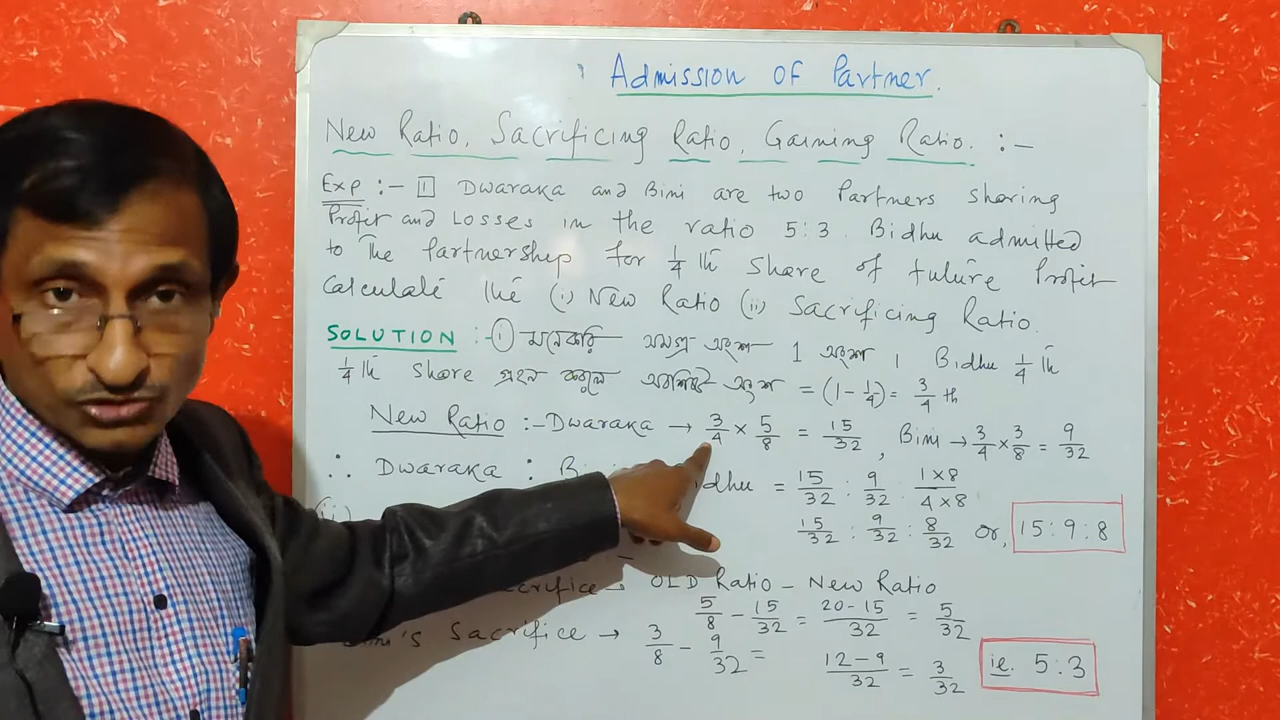 Admission of Partner.
New Ratio, Sacrificing Ratio, Gaining Ratio. :-
Exp :- 1 Dwaraka and Bini are two Partners sharing
Profit and Losses in the ratio 5:3. Bidhu admitted
to the Partnership for 1/4 th Share of future Profit
Calculate the (i) New Ratio (ii) Sacrificing Ratio.
SOLUTION :- (i) মনেকরি সমগ্র অংশ 1 অংশ । Bidhu 1/4 th
1/4 th Share গ্রহন করলে অবশিষ্ট অংশ = (1 - 1/4) = 3/4 th
New Ratio :- Dwaraka → 3/4 × 5/8 = 15/32, Bini → 3/4 × 3/8 = 9/32
∴ Dwaraka : = 15/32 : 9/32 : 1×8/4×8
(ii) 15/32 : 9/32 : 8/32 or, 15:9:8
→ OLD Ratio - New Ratio
5/8 - 15/32 = 20-15/32 = 5/32
Sacrifice → 3/8 - 9/32 = 12-9/32 = 3/32 ie. 5:3